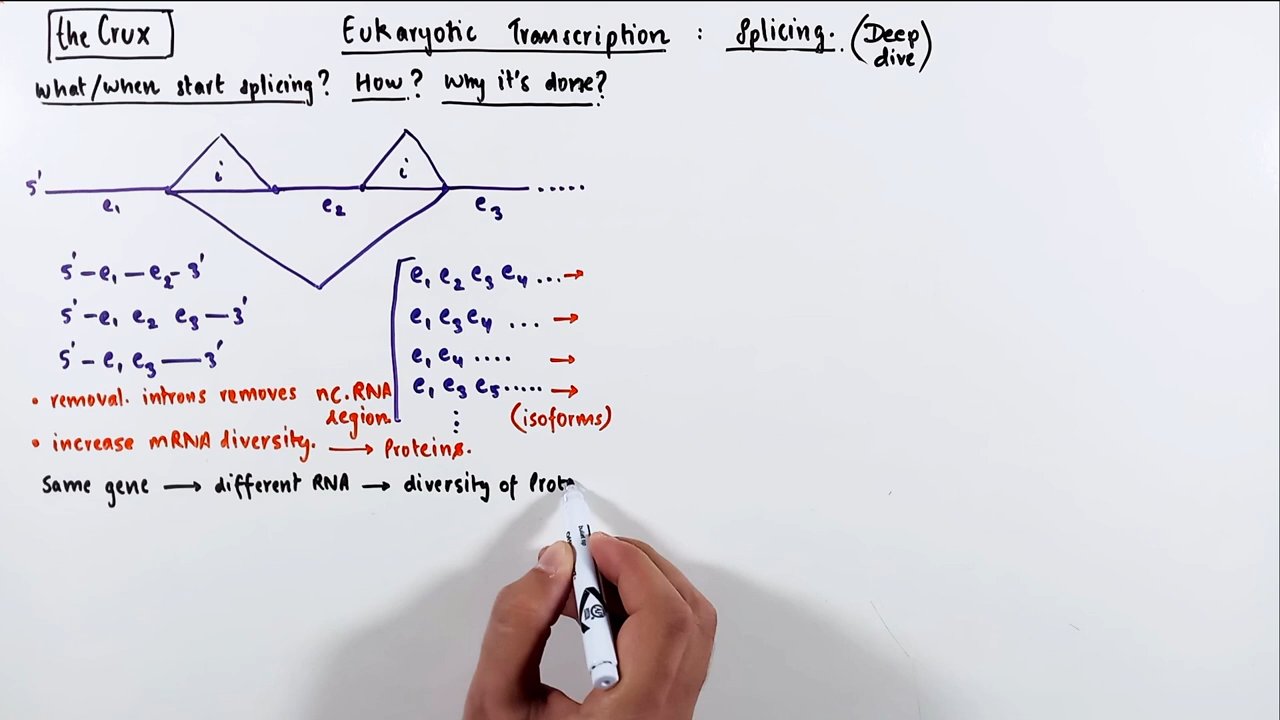 the Crux
Eukaryotic Transcription : Splicing. (Deep dive)
What/when start splicing? How? Why it's done?
i
i
5'
e₁
e₂
e₃
.....
5'-e₁-e₂-3'
5'-e₁ e₂ e₃-3'
5'-e₁ e₃-3'
e₁ e₂ e₃ e₄ ...→
e₁ e₃ e₄ ... →
e₁ e₄ .... →
e₁ e₃ e₅..... →
(isoforms)
• removal. introns removes nc.RNA region.
• increase mRNA diversity. → Proteins.
Same gene → different RNA → diversity of Prote